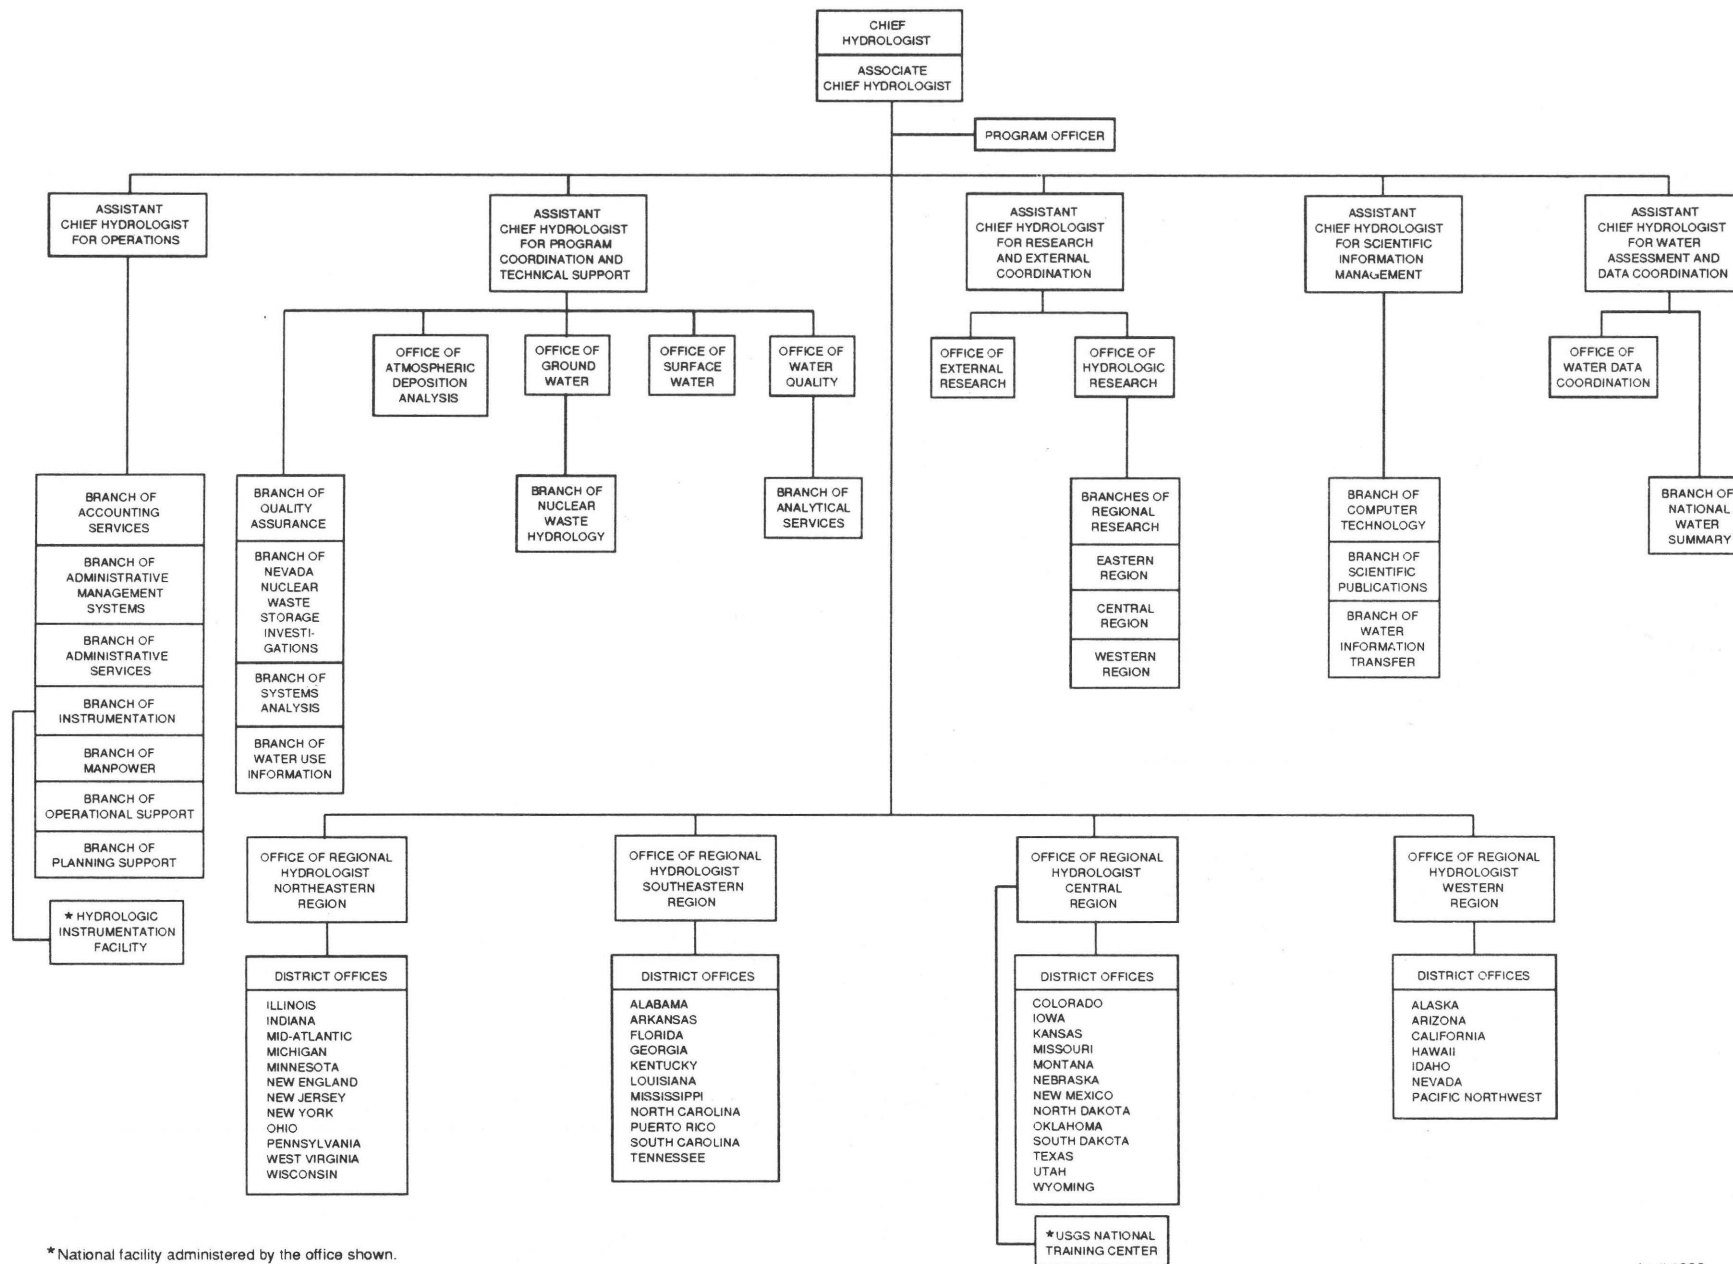 CHIEF
HYDROLOGIST
ASSOCIATE
CHIEF HYDROLOGIST
PROGRAM OFFICER
ASSISTANT
CHIEF HYDROLOGIST
FOR OPERATIONS
ASSISTANT
CHIEF HYDROLOGIST
FOR PROGRAM
COORDINATION AND
TECHNICAL SUPPORT
ASSISTANT
CHIEF HYDROLOGIST
FOR RESEARCH
AND EXTERNAL
COORDINATION
ASSISTANT
CHIEF HYDROLOGIST
FOR SCIENTIFIC
INFORMATION
MANAGEMENT
ASSISTANT
CHIEF HYDROLOGIST
FOR WATER
ASSESSMENT AND
DATA COORDINATION
OFFICE OF
ATMOSPHERIC
DEPOSITION
ANALYSIS
OFFICE OF
GROUND
WATER
OFFICE OF
SURFACE
WATER
OFFICE OF
WATER
QUALITY
OFFICE OF
EXTERNAL
RESEARCH
OFFICE OF
HYDROLOGIC
RESEARCH
OFFICE OF
WATER DATA
COORDINATION
BRANCH OF
ACCOUNTING
SERVICES
BRANCH OF
ADMINISTRATIVE
MANAGEMENT
SYSTEMS
BRANCH OF
ADMINISTRATIVE
SERVICES
BRANCH OF
INSTRUMENTATION
BRANCH OF
MANPOWER
BRANCH OF
OPERATIONAL SUPPORT
BRANCH OF
PLANNING SUPPORT
* HYDROLOGIC
INSTRUMENTATION
FACILITY
BRANCH OF
QUALITY
ASSURANCE
BRANCH OF
NEVADA
NUCLEAR
WASTE
STORAGE
INVESTI-
GATIONS
BRANCH OF
SYSTEMS
ANALYSIS
BRANCH OF
WATER USE
INFORMATION
BRANCH OF
NUCLEAR
WASTE
HYDROLOGY
BRANCH OF
ANALYTICAL
SERVICES
BRANCHES OF
REGIONAL
RESEARCH
EASTERN
REGION
CENTRAL
REGION
WESTERN
REGION
BRANCH OF
COMPUTER
TECHNOLOGY
BRANCH OF
SCIENTIFIC
PUBLICATIONS
BRANCH OF
WATER
INFORMATION
TRANSFER
BRANCH OF
NATIONAL
WATER
SUMMARY
OFFICE OF REGIONAL
HYDROLOGIST
NORTHEASTERN
REGION
DISTRICT OFFICES
ILLINOIS
INDIANA
MID-ATLANTIC
MICHIGAN
MINNESOTA
NEW ENGLAND
NEW JERSEY
NEW YORK
OHIO
PENNSYLVANIA
WEST VIRGINIA
WISCONSIN
OFFICE OF REGIONAL
HYDROLOGIST
SOUTHEASTERN
REGION
DISTRICT OFFICES
ALABAMA
ARKANSAS
FLORIDA
GEORGIA
KENTUCKY
LOUISIANA
MISSISSIPPI
NORTH CAROLINA
PUERTO RICO
SOUTH CAROLINA
TENNESSEE
OFFICE OF REGIONAL
HYDROLOGIST
CENTRAL
REGION
DISTRICT OFFICES
COLORADO
IOWA
KANSAS
MISSOURI
MONTANA
NEBRASKA
NEW MEXICO
NORTH DAKOTA
OKLAHOMA
SOUTH DAKOTA
TEXAS
UTAH
WYOMING
* USGS NATIONAL
TRAINING CENTER
OFFICE OF REGIONAL
HYDROLOGIST
WESTERN
REGION
DISTRICT OFFICES
ALASKA
ARIZONA
CALIFORNIA
HAWAII
IDAHO
NEVADA
PACIFIC NORTHWEST
* National facility administered by the office shown.